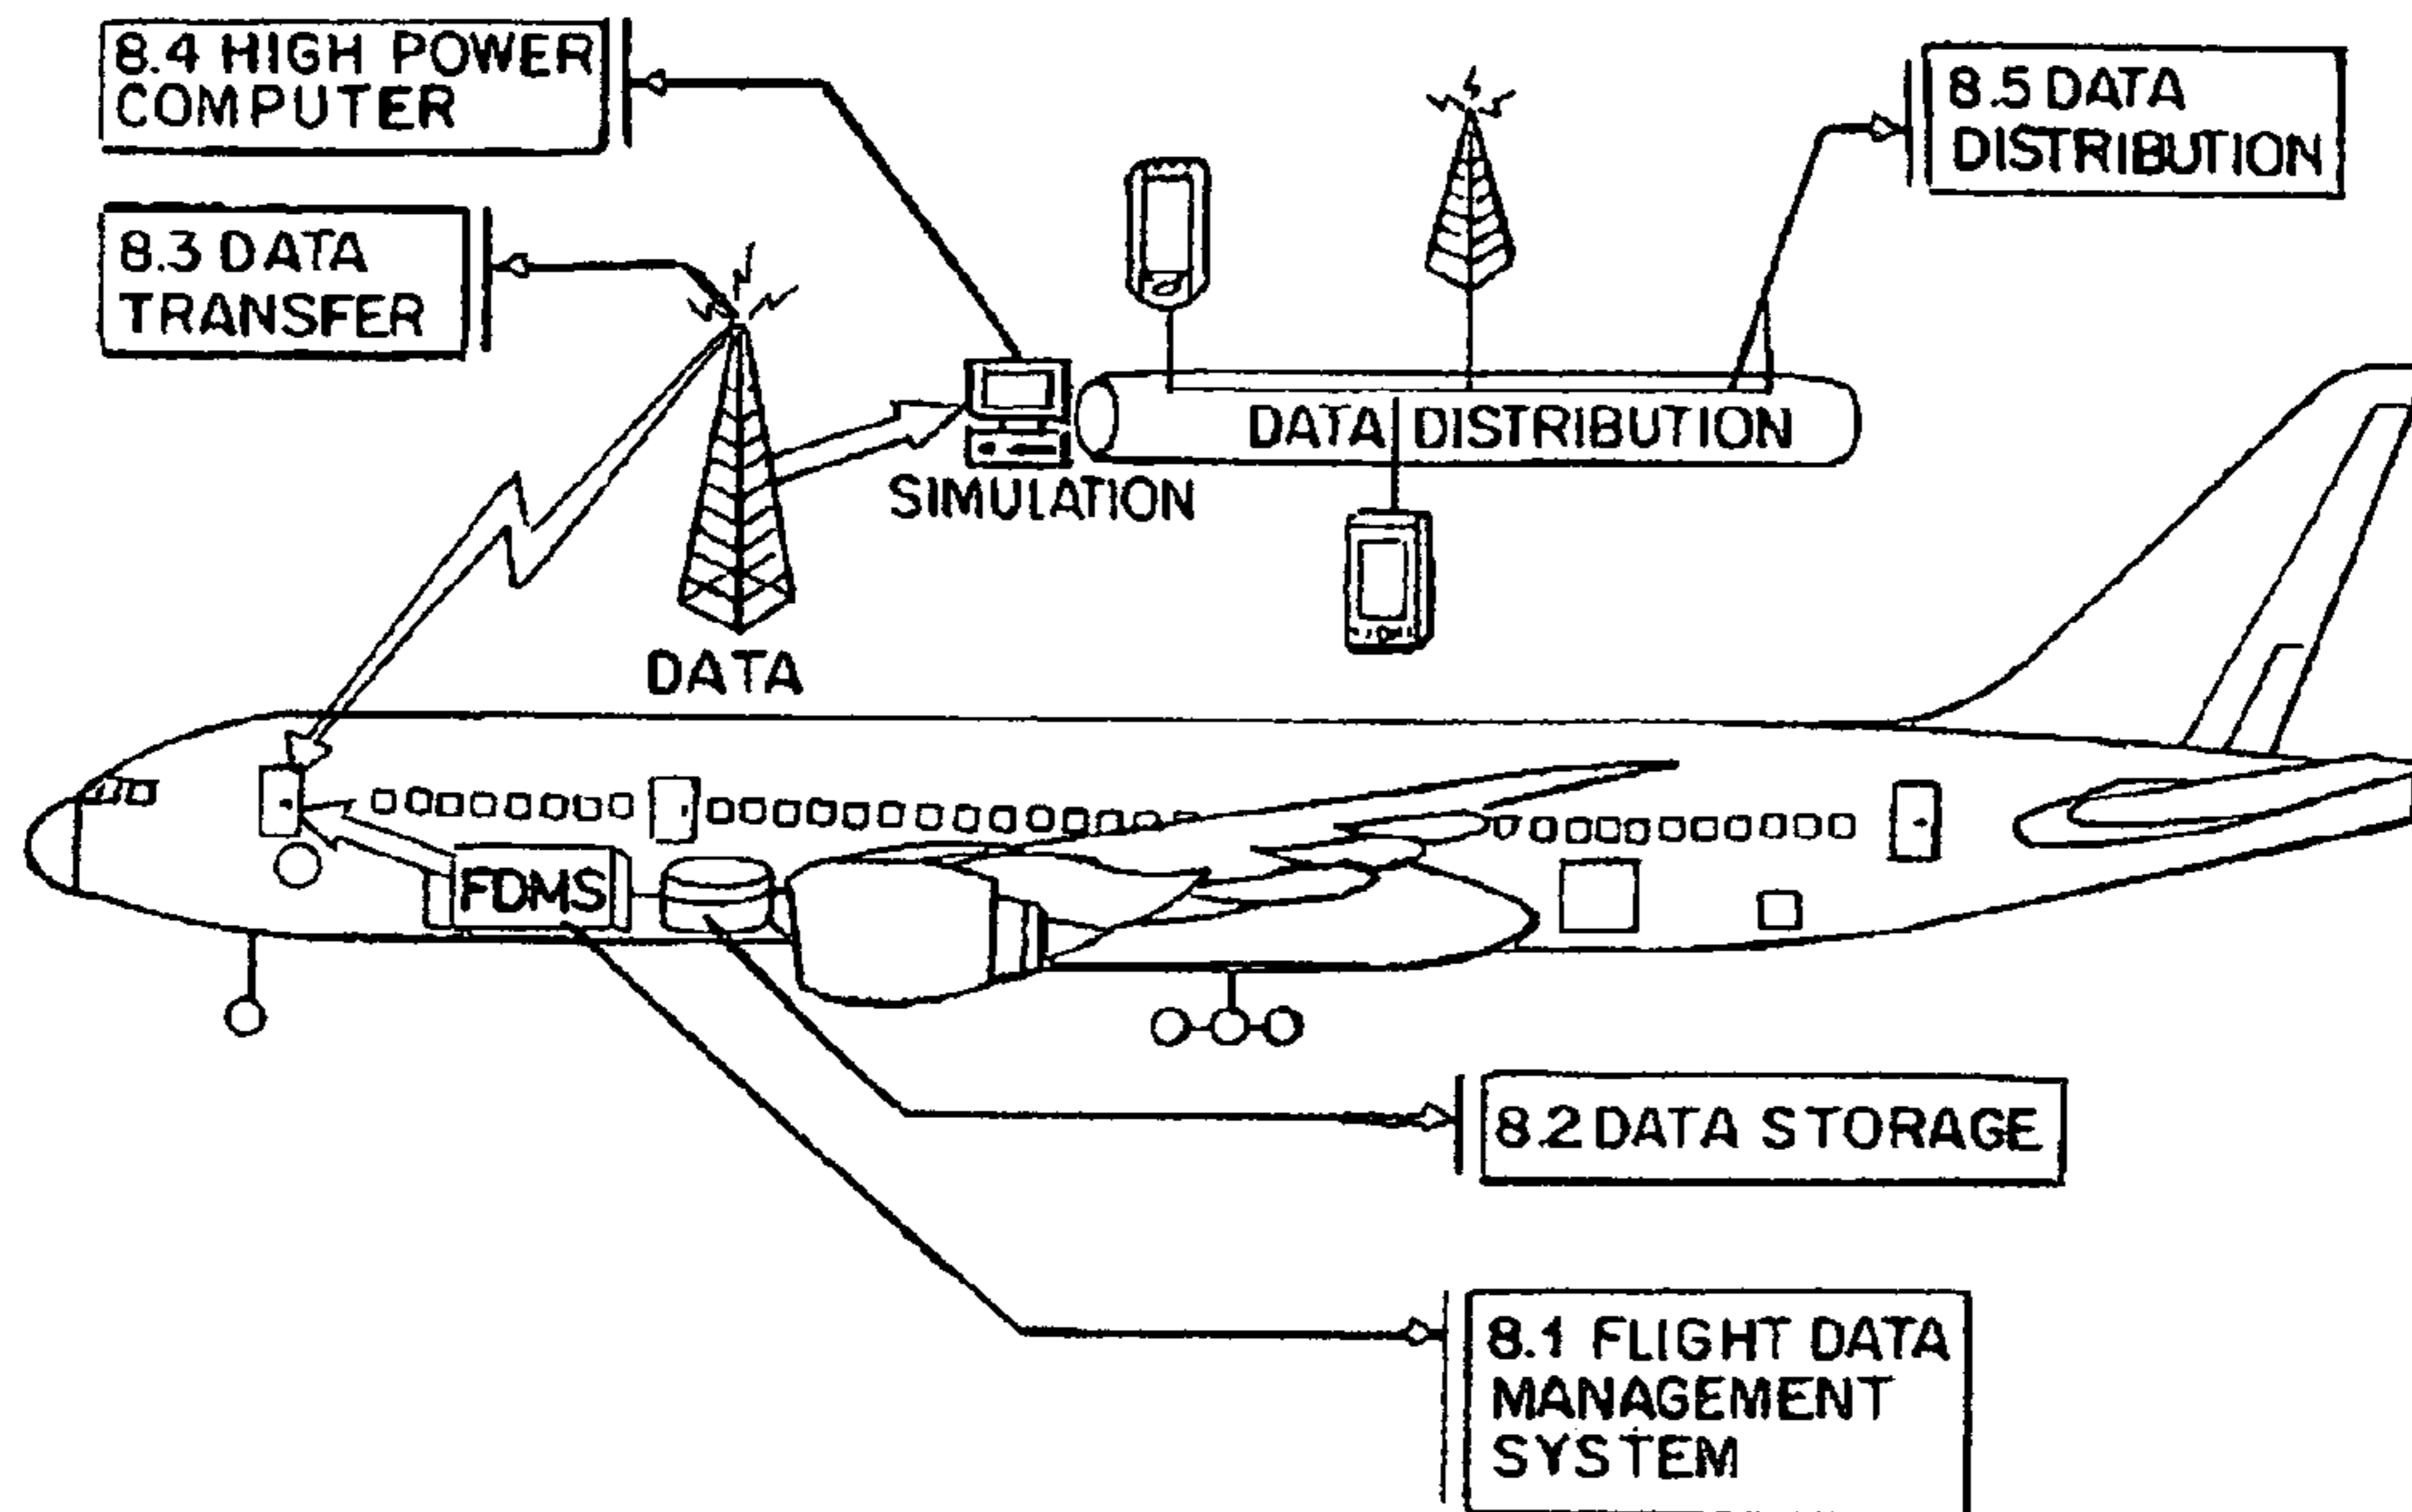 8.4 HIGH POWER
COMPUTER
8.5 DATA
DISTRIBUTION
8.3 DATA
TRANSFER
DATA DISTRIBUTION
SIMULATION
DATA
FDMS
8.2 DATA STORAGE
8.1 FLIGHT DATA
MANAGEMENT
SYSTEM